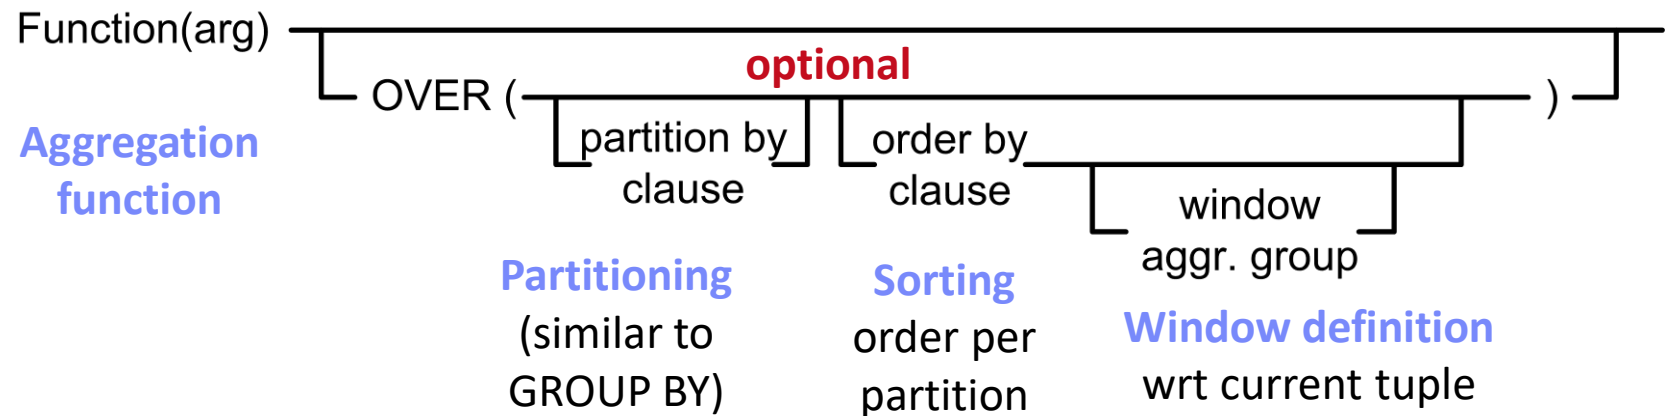 Function(arg)
optional
OVER ( )
Aggregation
function
partition by
clause
order by
clause
window
aggr. group
Partitioning
(similar to
GROUP BY)
Sorting
order per
partition
Window definition
wrt current tuple